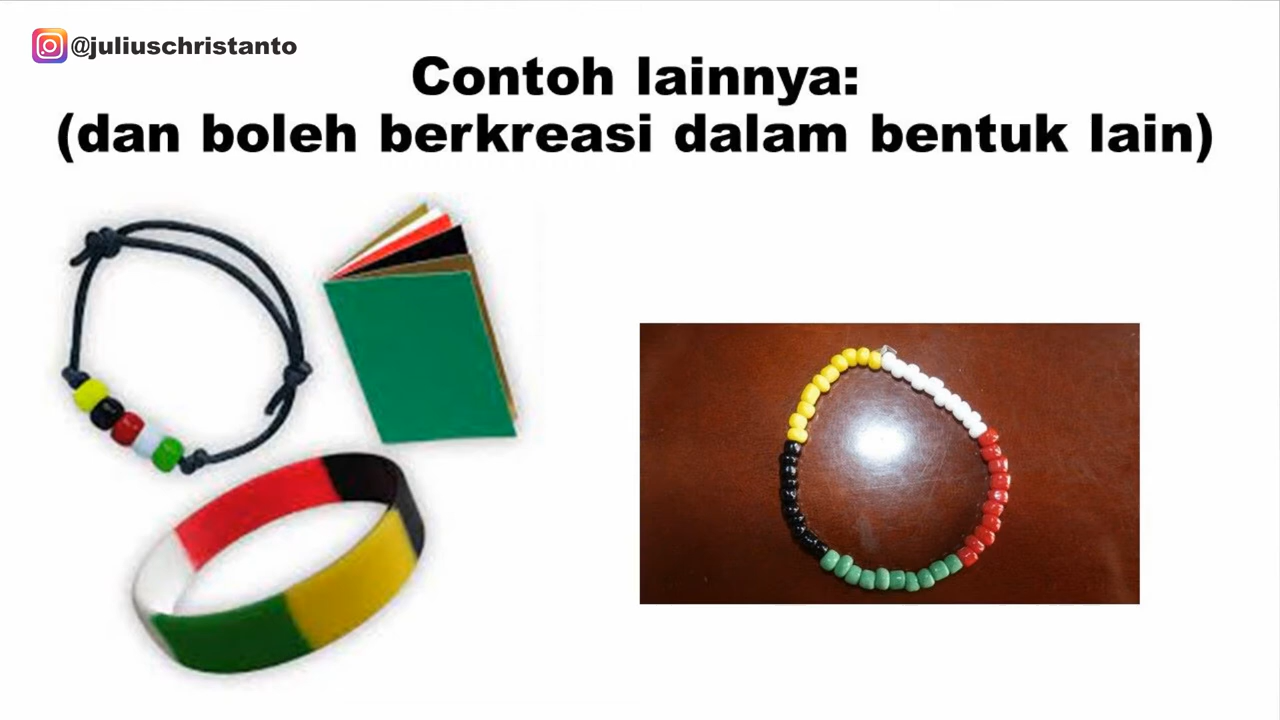 @juliuschristanto
Contoh lainnya:
(dan boleh berkreasi dalam bentuk lain)